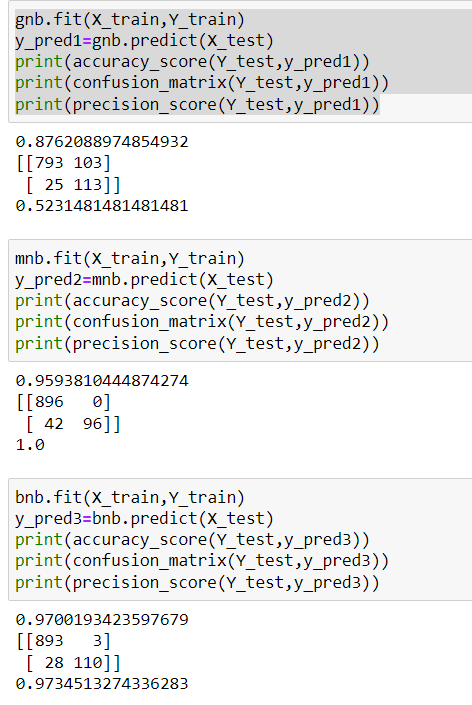 gnb.fit(X_train,Y_train)
y_pred1=gnb.predict(X_test)
print(accuracy_score(Y_test,y_pred1))
print(confusion_matrix(Y_test,y_pred1))
print(precision_score(Y_test,y_pred1))
0.8762088974854932
[[793 103]
 [ 25 113]]
0.5231481481481481
mnb.fit(X_train,Y_train)
y_pred2=mnb.predict(X_test)
print(accuracy_score(Y_test,y_pred2))
print(confusion_matrix(Y_test,y_pred2))
print(precision_score(Y_test,y_pred2))
0.9593810444874274
[[896   0]
 [ 42  96]]
1.0
bnb.fit(X_train,Y_train)
y_pred3=bnb.predict(X_test)
print(accuracy_score(Y_test,y_pred3))
print(confusion_matrix(Y_test,y_pred3))
print(precision_score(Y_test,y_pred3))
0.9700193423597679
[[893   3]
 [ 28 110]]
0.9734513274336283